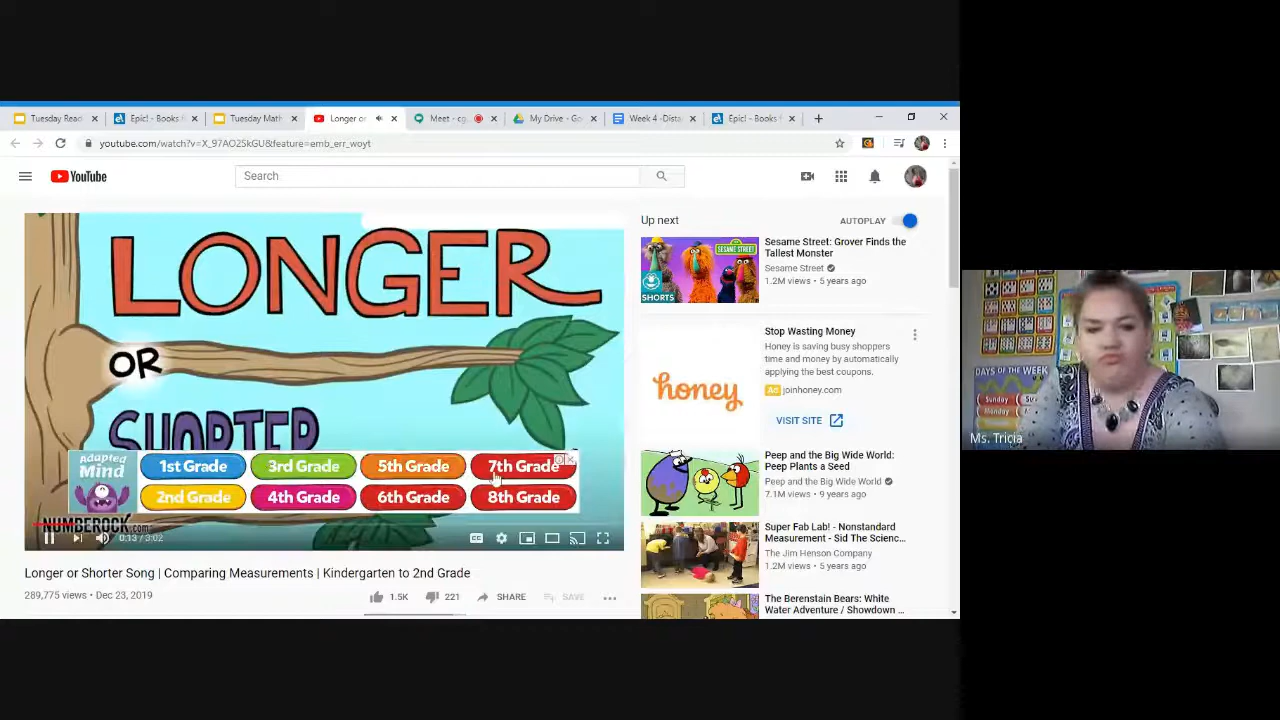 Tuesday Read
Epic! - Books f
Tuesday Math
Longer or
Meet - cg
My Drive - Go
Week 4 -Dista
Epic! - Books f
youtube.com/watch?v=X_97AO2SkGU&feature=emb_err_woyt
YouTube
Search
LONGER
OR
SHORTER
Adapted
Mind
1st Grade
3rd Grade
5th Grade
7th Grade
2nd Grade
4th Grade
6th Grade
8th Grade
NUMBEROCK.com
0:13 / 3:02
CC
Longer or Shorter Song | Comparing Measurements | Kindergarten to 2nd Grade
289,775 views • Dec 23, 2019
1.5K
221
SHARE
SAVE
Up next
AUTOPLAY
SESAME STREET
SHORTS
Sesame Street: Grover Finds the
Tallest Monster
Sesame Street
1.2M views • 5 years ago
honey
Stop Wasting Money
Honey is saving busy shoppers
time and money by automatically
applying the best coupons.
Ad joinhoney.com
VISIT SITE
Peep and the Big Wide World:
Peep Plants a Seed
Peep and the Big Wide World
7.1M views • 9 years ago
Super Fab Lab! - Nonstandard
Measurement - Sid The Scienc...
The Jim Henson Company
1.2M views • 5 years ago
The Berenstain Bears: White
Water Adventure / Showdown ...
DAYS OF THE WEEK
Sunday
Monday
Ms. Tricia